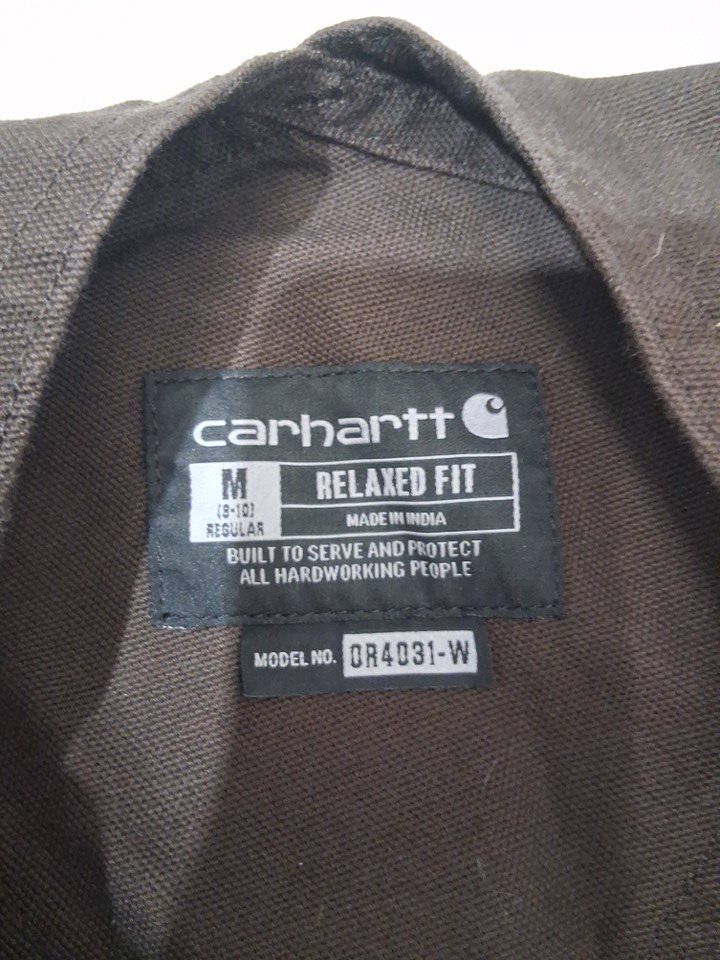 carhartt
M
(8-10)
REGULAR
RELAXED FIT
MADE IN INDIA
BUILT TO SERVE AND PROTECT
ALL HARDWORKING PEOPLE
MODEL NO. OR4031-W